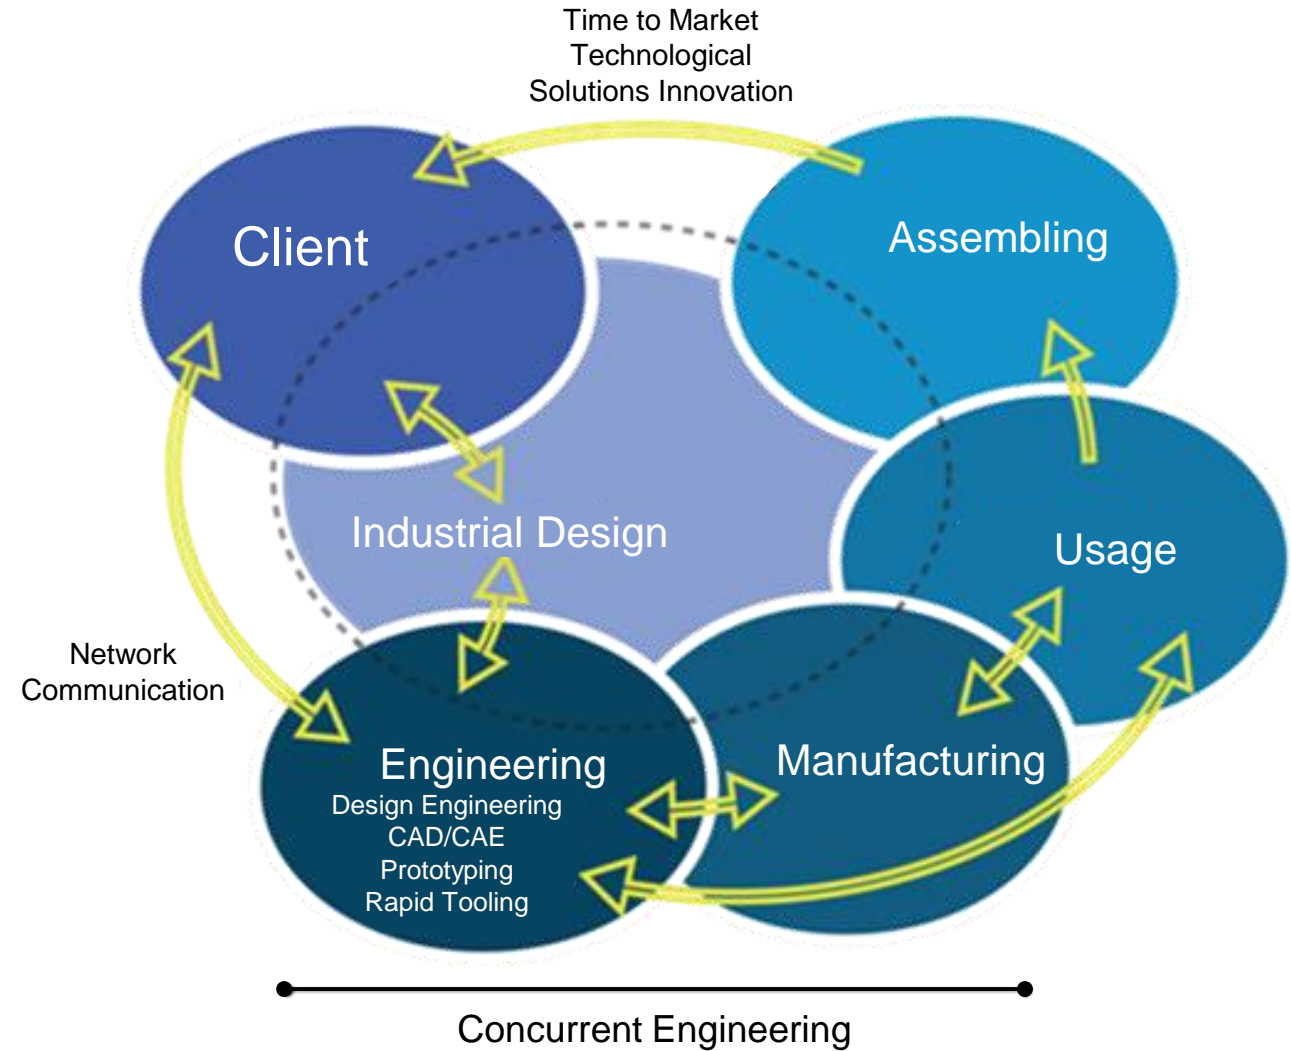 Time to Market
Technological
Solutions Innovation
Client
Assembling
Industrial Design
Usage
Network
Communication
Engineering
Design Engineering
CAD/CAE
Prototyping
Rapid Tooling
Manufacturing
Concurrent Engineering